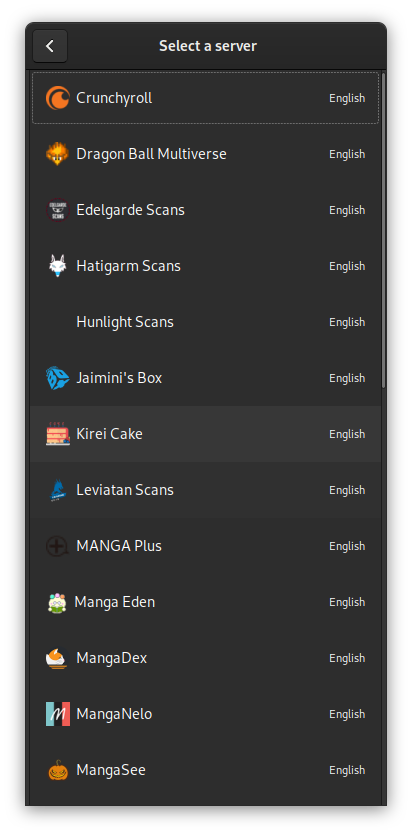 Select a server
Crunchyroll English
Dragon Ball Multiverse English
Edelgarde Scans English
Hatigarm Scans English
Hunlight Scans English
Jaimini's Box English
Kirei Cake English
Leviatan Scans English
MANGA Plus English
Manga Eden English
MangaDex English
MangaNelo English
MangaSee English